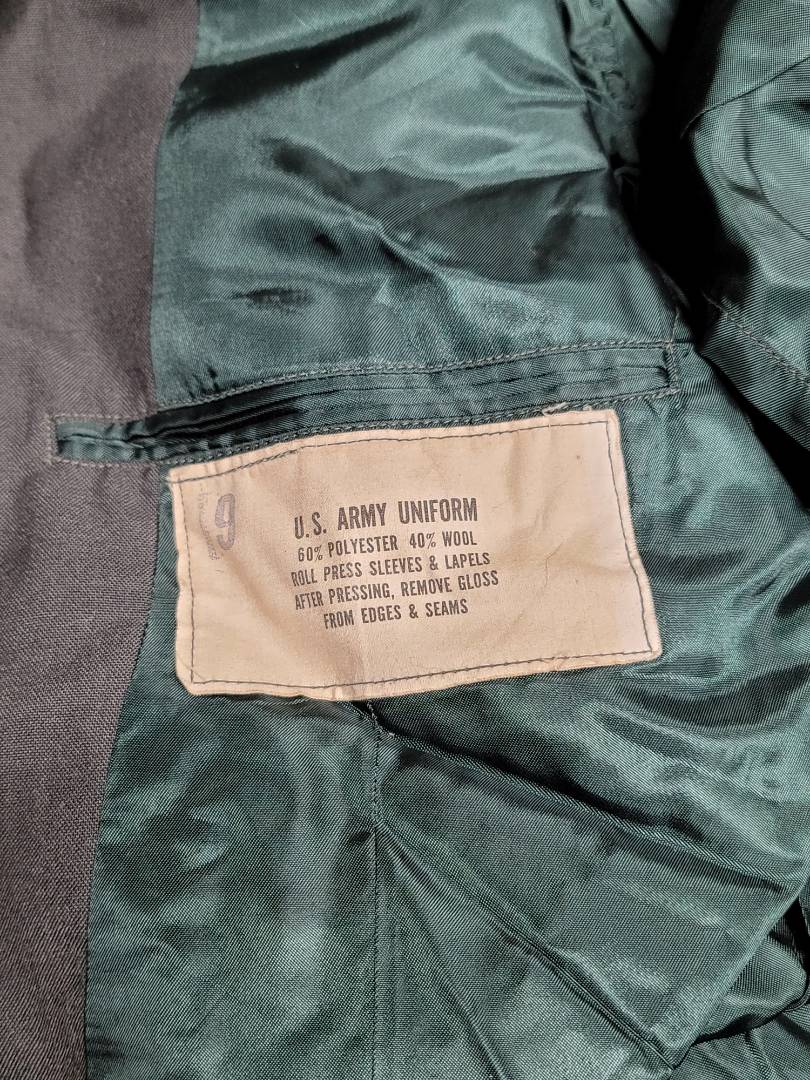 9
U.S. ARMY UNIFORM
60% POLYESTER 40% WOOL
ROLL PRESS SLEEVES & LAPELS
AFTER PRESSING, REMOVE GLOSS
FROM EDGES & SEAMS